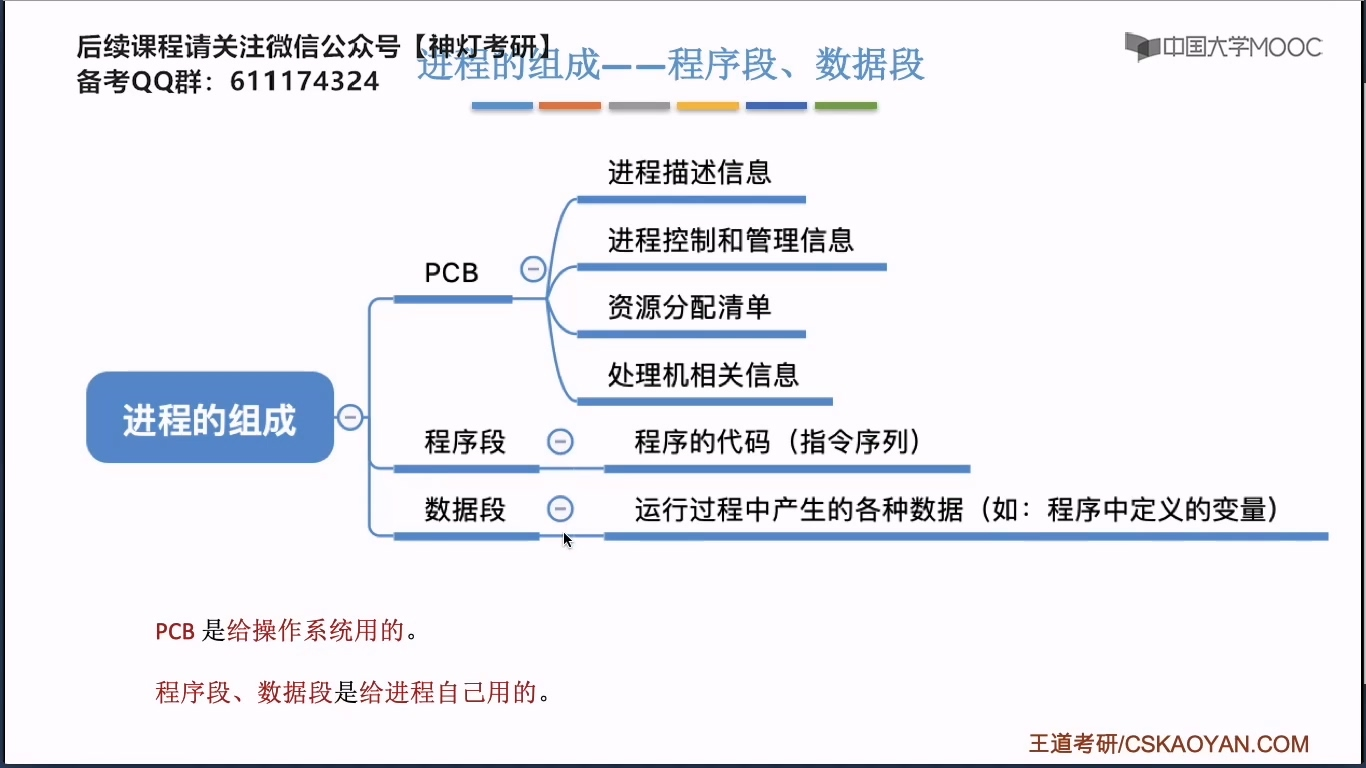 后续课程请关注微信公众号【神灯考研】
备考QQ群：611174324
进程的组成——程序段、数据段
中国大学MOOC
进程描述信息
进程控制和管理信息
PCB
资源分配清单
处理机相关信息
进程的组成
程序段
程序的代码（指令序列）
数据段
运行过程中产生的各种数据（如：程序中定义的变量）
PCB 是给操作系统用的。
程序段、数据段是给进程自己用的。
王道考研/CSKAOYAN.COM